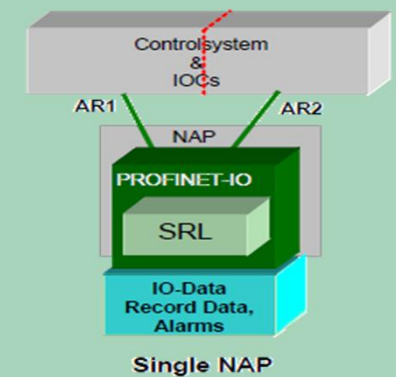 Controlsystem
&
IOCs
AR1
AR2
NAP
PROFINET-IO
SRL
IO-Data
Record Data,
Alarms
Single NAP